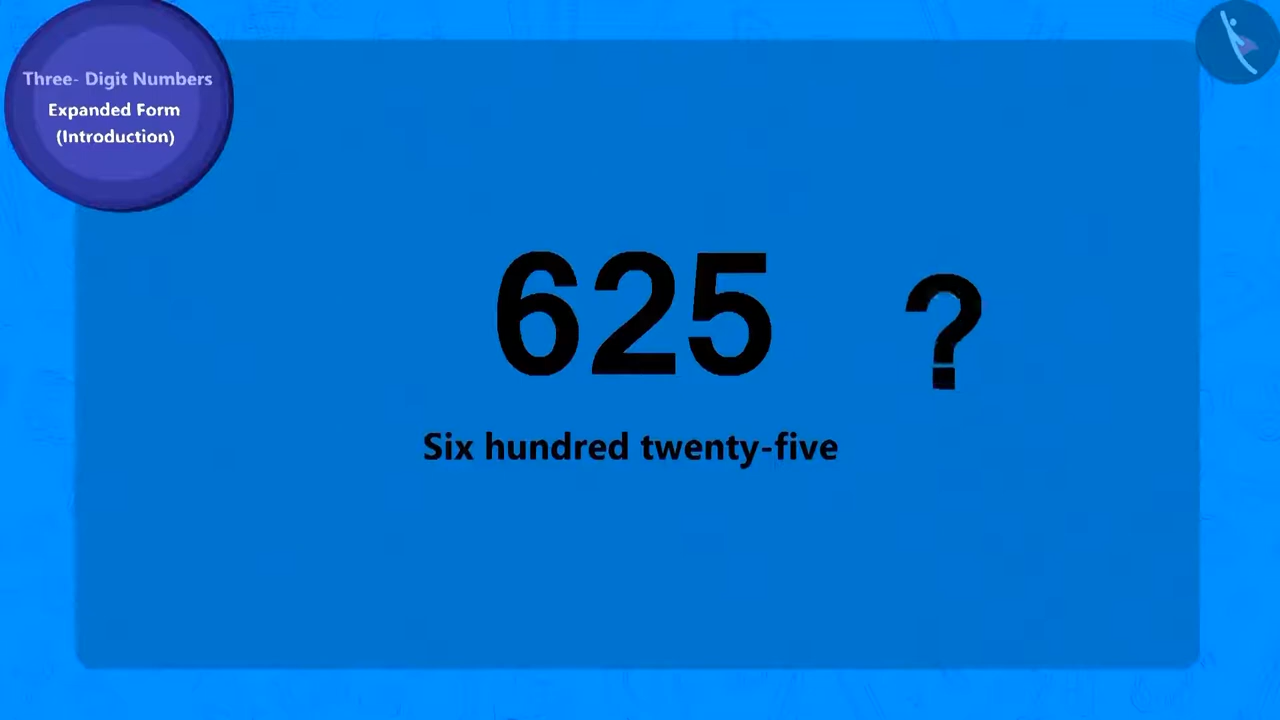 Three- Digit Numbers
Expanded Form
(Introduction)
625 ?
Six hundred twenty-five